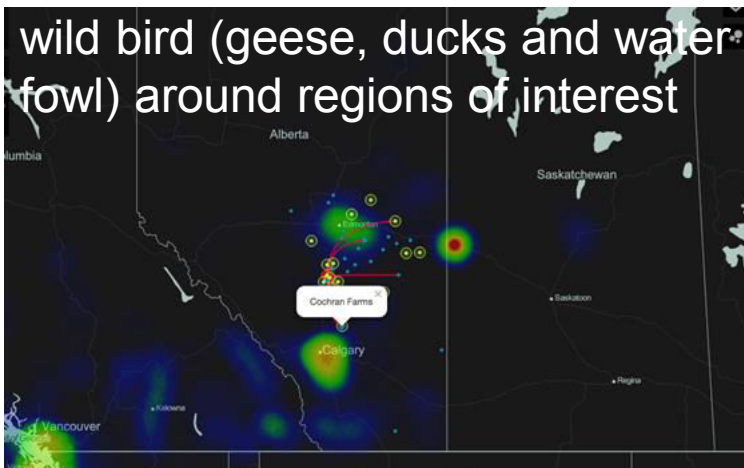 wild bird (geese, ducks and water
fowl) around regions of interest
Alberta
olumbia
Saskatchewan
Edmonton
Cochran Farms
Saskatoon
Calgary
Regina
Kelowna
Vancouver